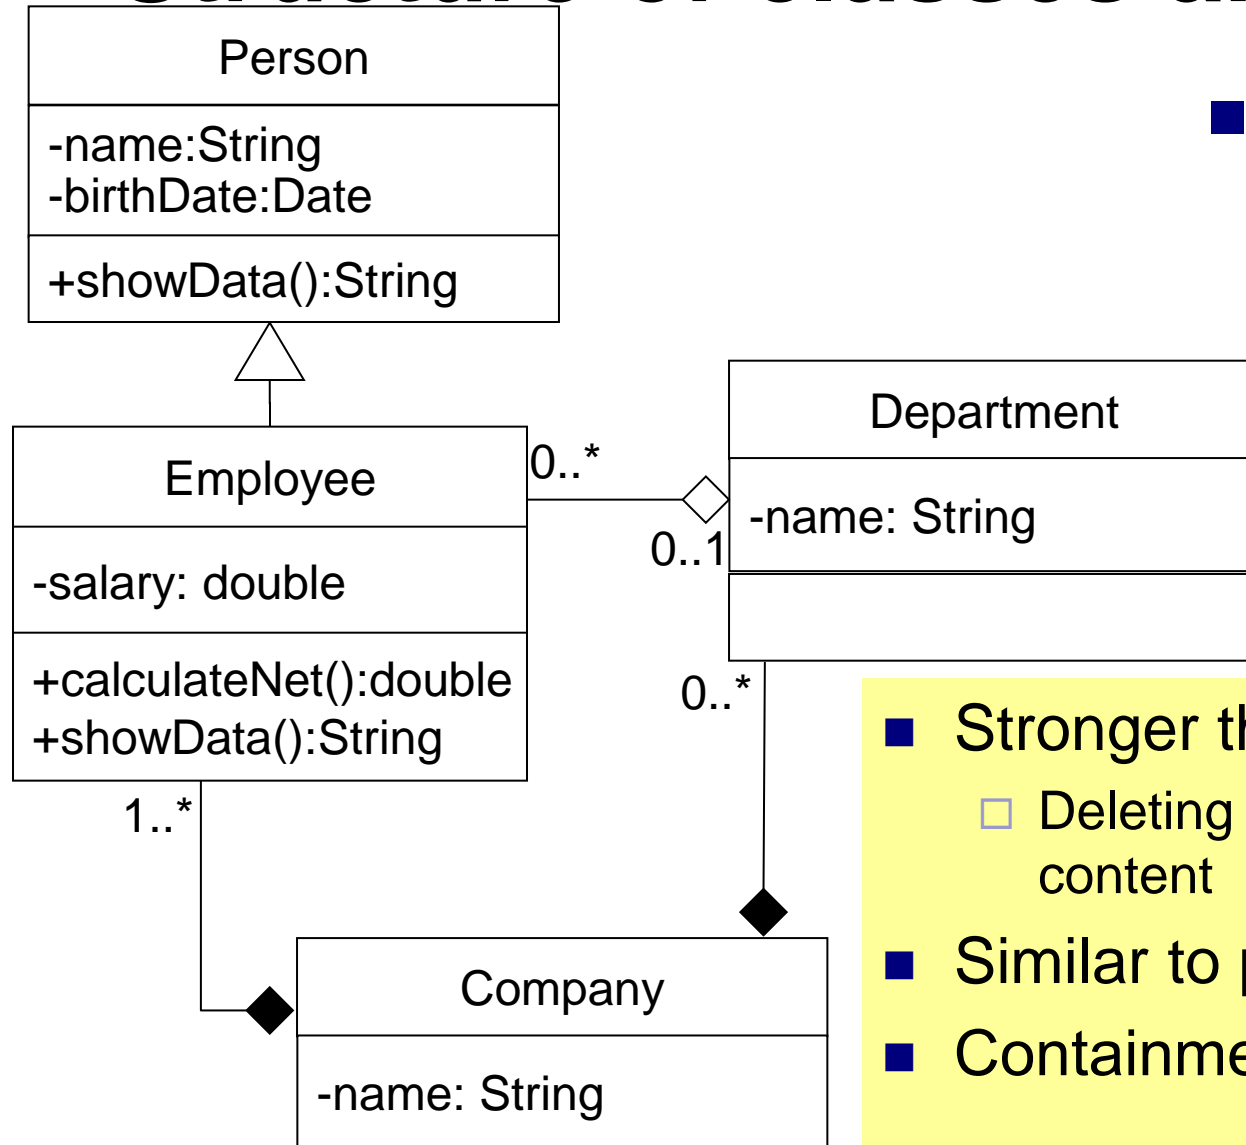 Person
-name:String
-birthDate:Date
+showData():String
Department
-name: String
Employee
-salary: double
+calculateNet():double
+showData():String
0..*
0..1
0..*
1..*
Company
-name: String
Stronger
Deleting
content
Similar to